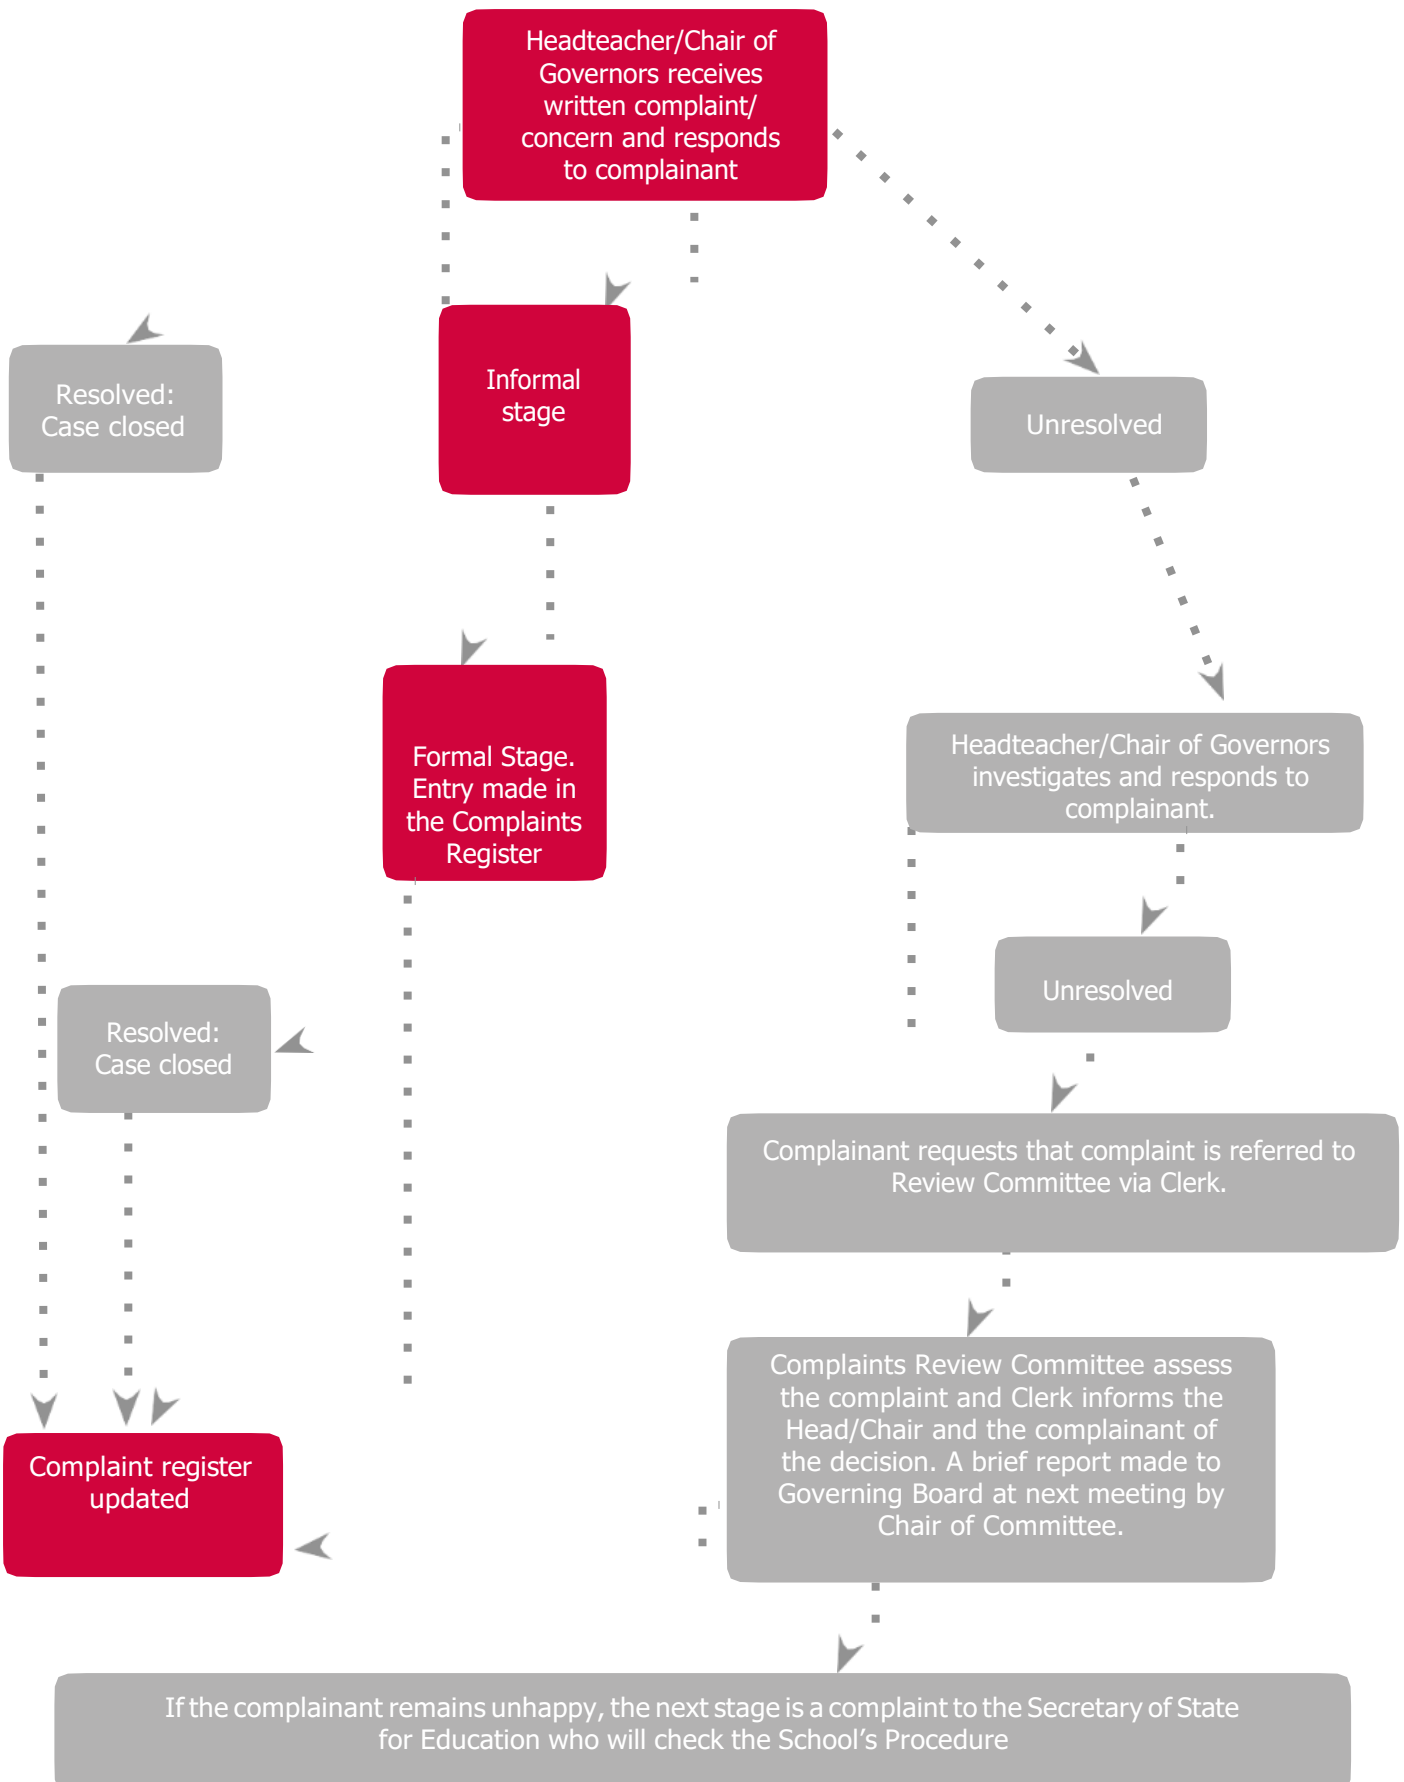 Headteacher/Chair of
Governors receives
written complaint/
concern and responds
to complainant
Resolved:
Case closed
Informal
stage
Unresolved
Formal Stage.
Entry made in
the Complaints
Register
Headteacher/Chair of Governors
investigates and responds to
complainant.
Resolved:
Case closed
Unresolved
Complainant requests that complaint is referred to
Review Committee via Clerk.
Complaints Review Committee assess
the complaint and Clerk informs the
Head/Chair and the complainant of
the decision. A brief report made to
Governing Board at next meeting by
Chair of Committee.
Complaint register
updated
If the complainant remains unhappy, the next stage is a complaint to the Secretary of State
for Education who will check the School’s Procedure